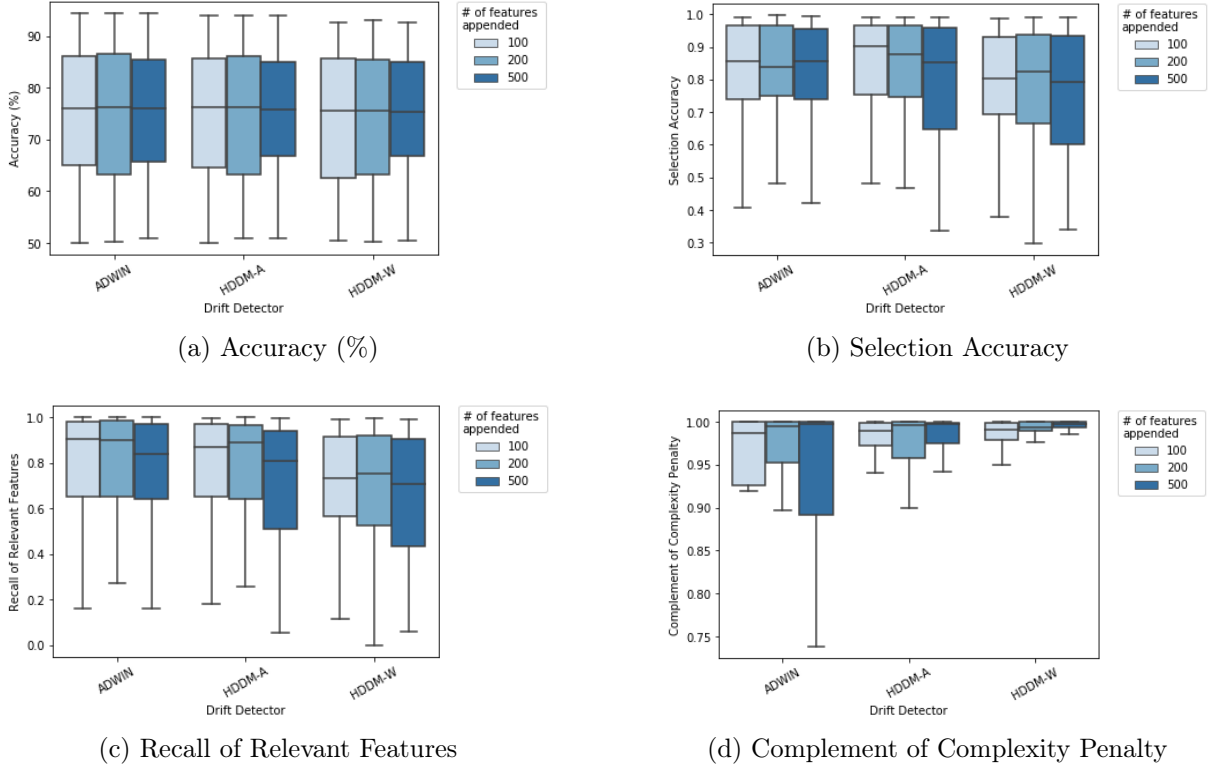 # of features
appended
100
200
500
90
80
70
60
50
Accuracy (%)
ADWIN
HDDM-A
HDDM-W
Drift Detector
(a) Accuracy (%)
# of features
appended
100
200
500
1.0
0.9
0.8
0.7
0.6
0.5
0.4
0.3
Selection Accuracy
ADWIN
HDDM-A
HDDM-W
Drift Detector
(b) Selection Accuracy
# of features
appended
100
200
500
1.0
0.8
0.6
0.4
0.2
0.0
Recall of Relevant Features
ADWIN
HDDM-A
HDDM-W
Drift Detector
(c) Recall of Relevant Features
# of features
appended
100
200
500
1.00
0.95
0.90
0.85
0.80
0.75
Complement of Complexity Penalty
ADWIN
HDDM-A
HDDM-W
Drift Detector
(d) Complement of Complexity Penalty